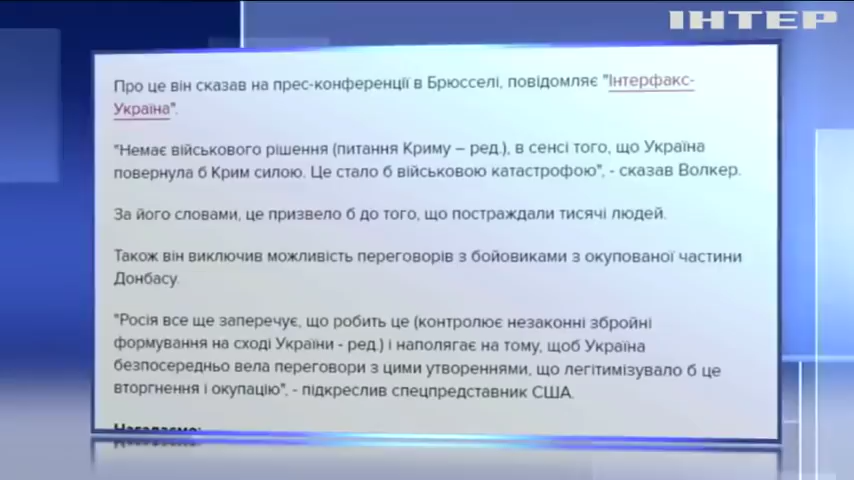 ІНТЕР
Про це він сказав на прес-конференції в Брюсселі, повідомляє "Інтерфакс-
Україна".
"Немає військового рішення (питання Криму – ред.), в сенсі того, що Україна
повернула б Крим силою. Це стало б військовою катастрофою", - сказав Волкер.
За його словами, це призвело б до того, що постраждали тисячі людей.
Також він виключив можливість переговорів з бойовиками з окупованої частини
Донбасу.
"Росія все ще заперечує, що робить це (контролює незаконні збройні
формування на сході України - ред.) і наполягає на тому, щоб Україна
безпосередньо вела переговори з цими утвореннями, що легітимізувало б це
вторгнення і окупацію", - підкреслив спецпредставник США.
Нагадаємо: